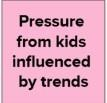 Pressure
from kids
influenced
by trends